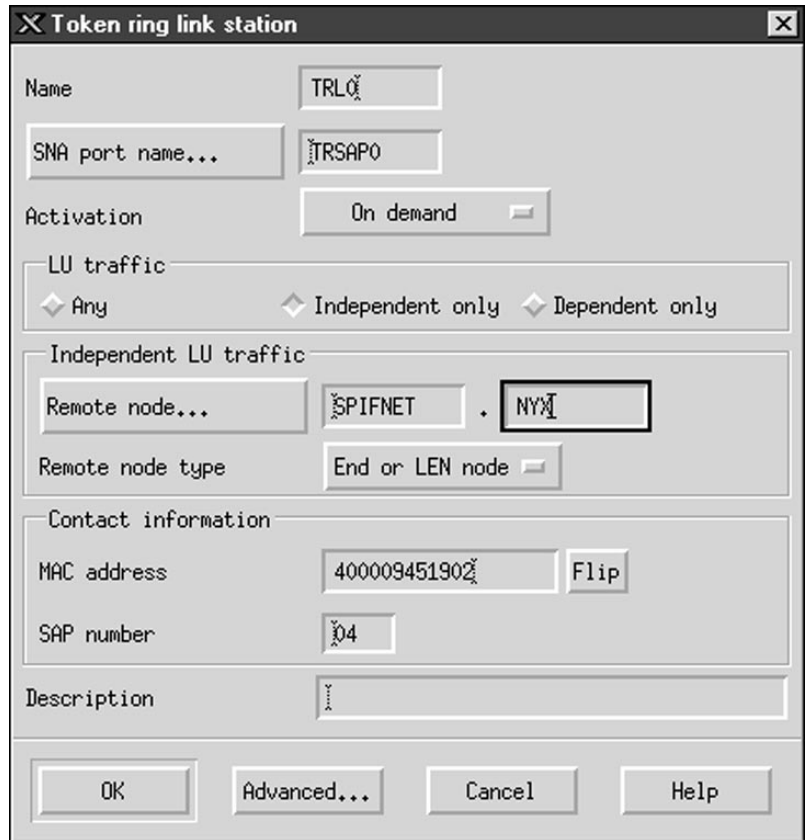 Token ring link station
Name TRL0
SNA port name... TRSAP0
Activation On demand
LU traffic
Any Independent only Dependent only
Independent LU traffic
Remote node... SPIFNET . NYX
Remote node type End or LEN node
Contact information
MAC address 400009451902 Flip
SAP number 04
Description
OK Advanced... Cancel Help